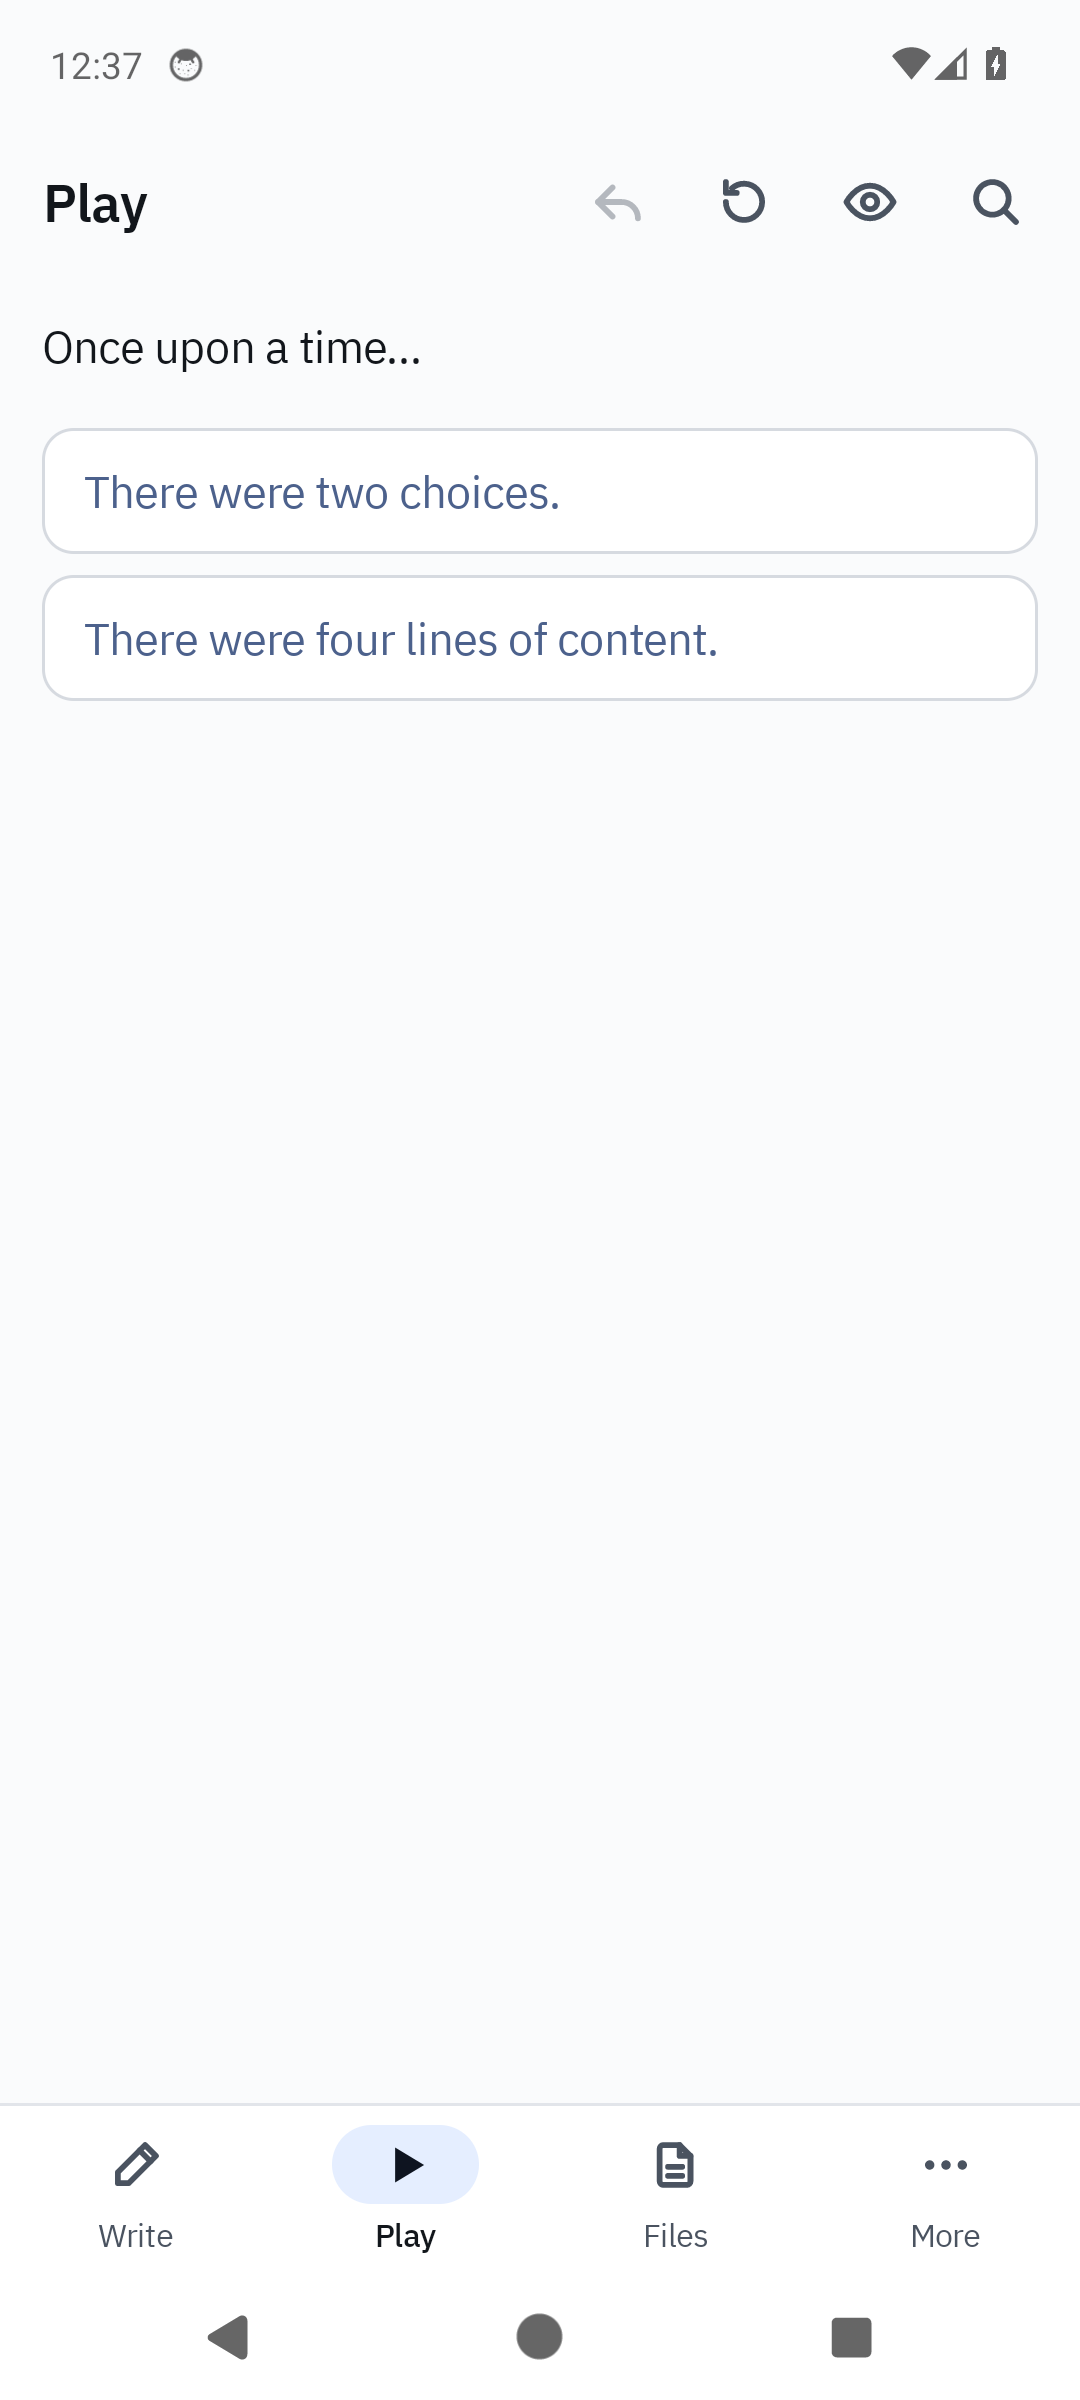 12:37
Play
Once upon a time...
There were two choices.
There were four lines of content.
Write
Play
Files
More